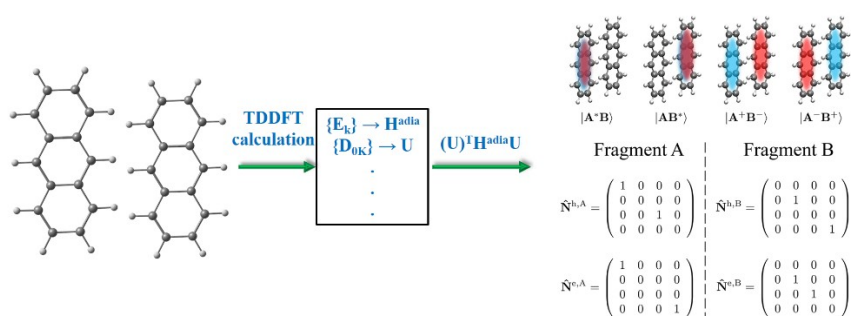 TDDFT
calculation
{E_k} → H^adia
{D_0K} → U
.
.
.
(U)^T H^adia U
|A*B⟩ |AB*⟩ |A⁺B⁻⟩ |A⁻B⁺⟩
Fragment A Fragment B
N̂^h,A = ( 1 0 0 0 N̂^h,B = ( 0 0 0 0
0 0 0 0 0 1 0 0
0 0 1 0 0 0 0 0
0 0 0 0 ) 0 0 0 1 )
N̂^e,A = ( 1 0 0 0 N̂^e,B = ( 0 0 0 0
0 0 0 0 0 1 0 0
0 0 0 0 0 0 1 0
0 0 0 1 ) 0 0 0 0 )